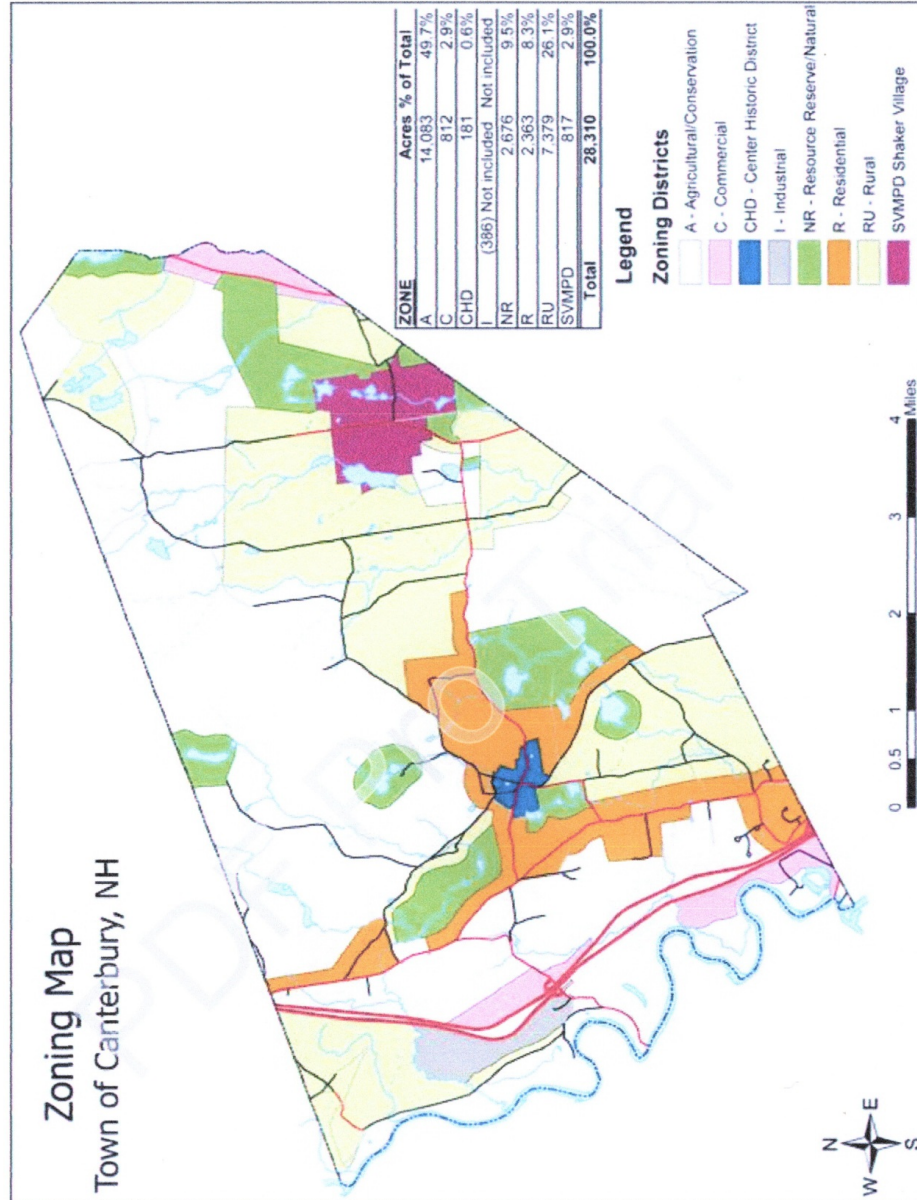 Zoning Map
Town of Canterbury, NH
ZONE Acres % of Total
A 14.083 49.7%
C 812 2.9%
CHD 181 0.6%
I (386) Not included Not included
NR 2.676 9.5%
R 2.363 8.3%
RU 7.379 26.1%
SVMPD 817 2.9%
Total 28.310 100.0%
Legend
Zoning Districts
A - Agricultural/Conservation
C - Commercial
CHD - Center Historic District
I - Industrial
NR - Resource Reserve/Natural
R - Residential
RU - Rural
SVMPD Shaker Village
0 0.5 1 2 3 4
Miles
N
W E
S
PDF Pro Trial